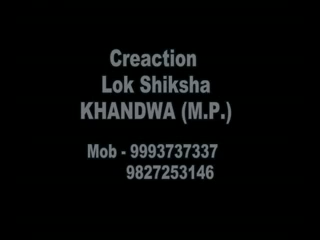 Creaction
Lok Shiksha
KHANDWA (M.P.)
Mob - 9993737337
9827253146